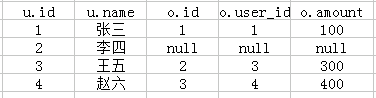 u.id u.name o.id o.user_id o.amount
1 张三 1 1 100
2 李四 null null null
3 王五 2 3 300
4 赵六 3 4 400